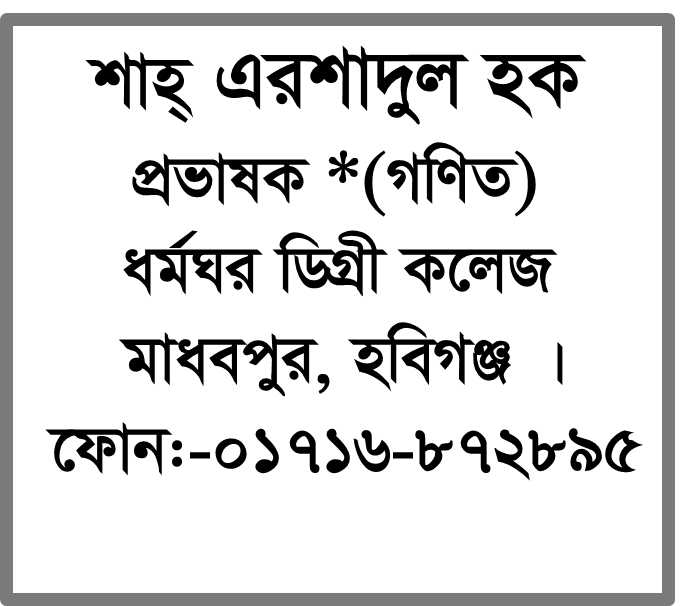 শাহ্ এরশাদুল হক
প্রভাষক *(গণিত)
ধর্মঘর ডিগ্রী কলেজ
মাধবপুর, হবিগঞ্জ ।
ফোনঃ-০১৭১৬-৮৭২৮৯৫